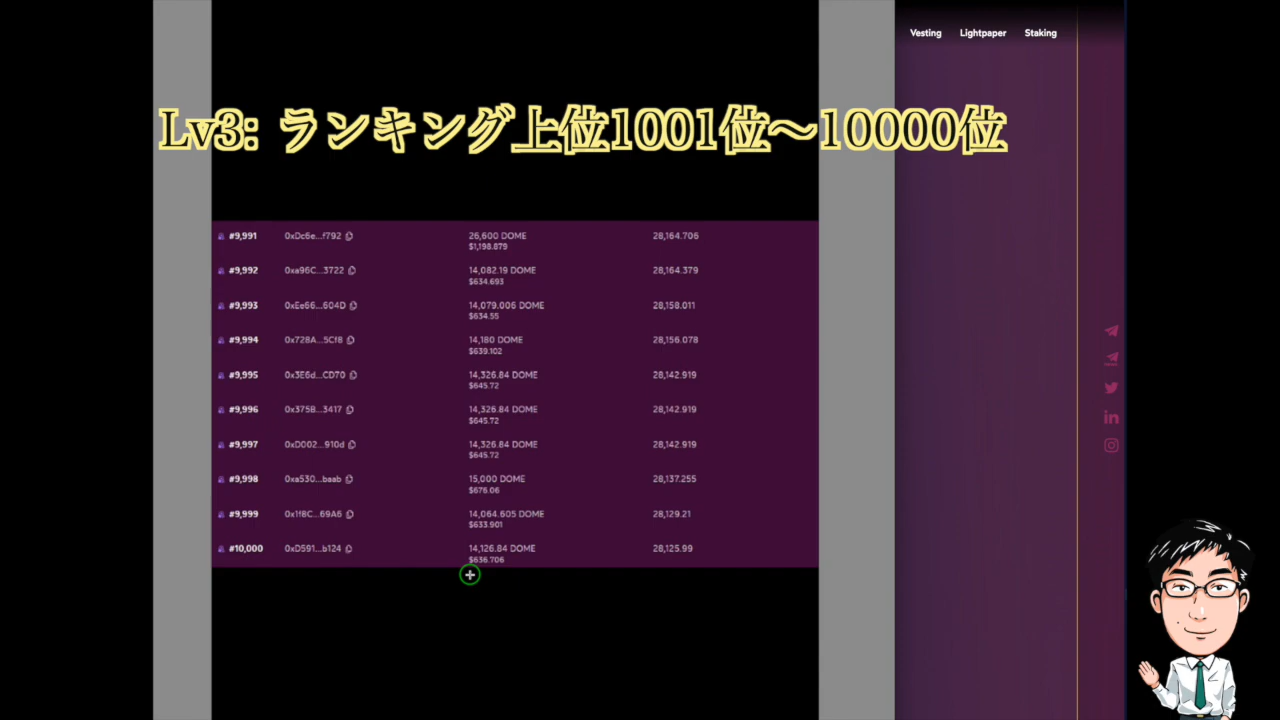 Vesting Lightpaper Staking
Lv3: ランキング上位1001位～10000位
#9,991 0xDc6e...f792 26,600 DOME 28,164.706
$1,198.879
#9,992 0xa96C...3722 14,082.19 DOME 28,164.379
$634.693
#9,993 0xEe66...604D 14,079.006 DOME 28,158.011
$634.55
#9,994 0x728A...5Cf8 14,180 DOME 28,156.078
$639.102
#9,995 0x3E6d...CD70 14,326.84 DOME 28,142.919
$645.72
#9,996 0x375B...3417 14,326.84 DOME 28,142.919
$645.72
#9,997 0xD002...910d 14,326.84 DOME 28,142.919
$645.72
#9,998 0xa530...baab 15,000 DOME 28,137.255
$676.06
#9,999 0x1f8C...69A6 14,064.605 DOME 28,129.21
$633.901
#10,000 0xD591...b124 14,126.84 DOME 28,125.99
$636.706